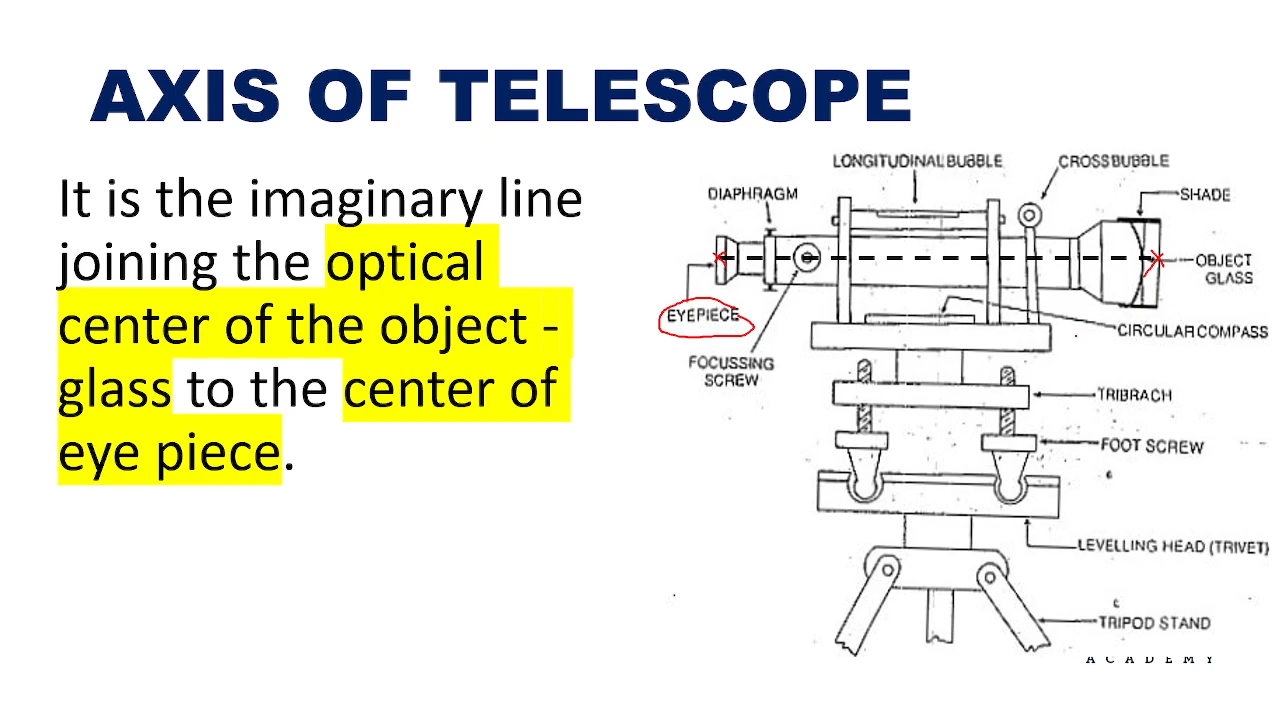 AXIS OF TELESCOPE
It is the imaginary line
joining the optical
center of the object -
glass to the center of
eye piece.
LONGITUDINAL BUBBLE
CROSS BUBBLE
DIAPHRAGM
SHADE
OBJECT
GLASS
EYEPIECE
CIRCULAR COMPASS
FOCUSSING
SCREW
TRIBRACH
FOOT SCREW
LEVELLING HEAD (TRIVET)
TRIPOD STAND
ACADEMY